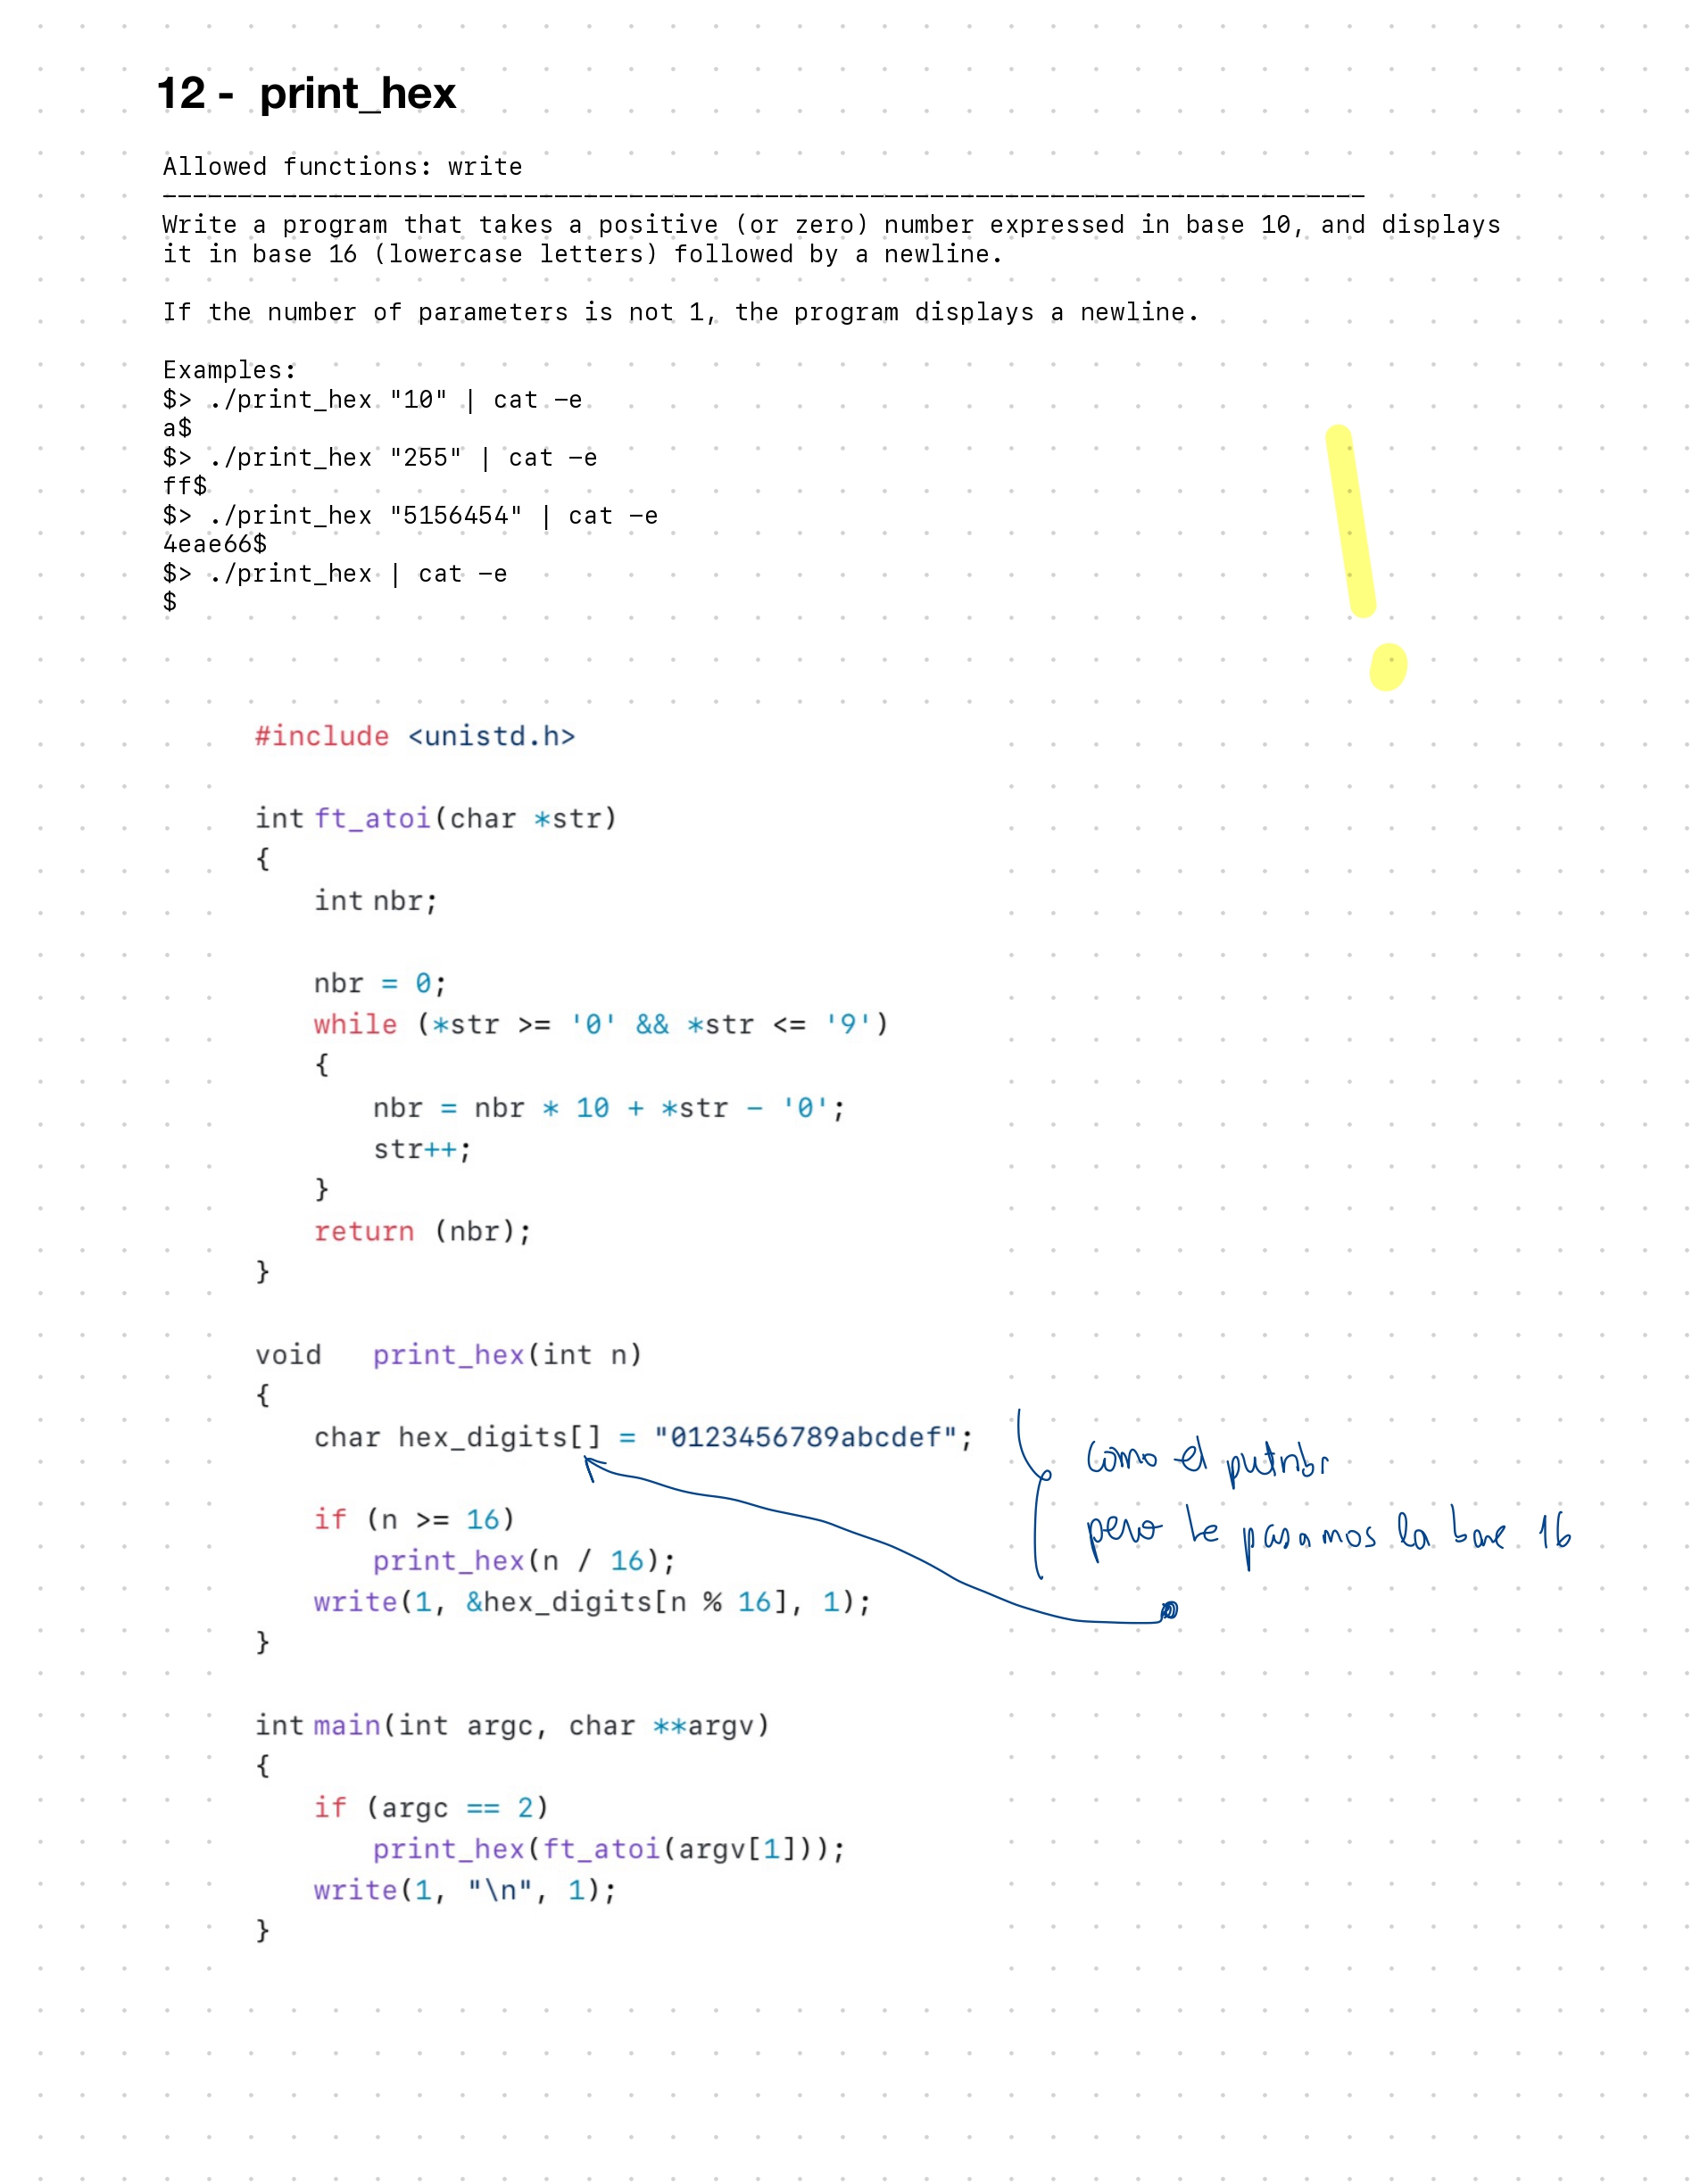 12 - print_hex
Allowed functions: write
--------------------------------------------------------------------------------
Write a program that takes a positive (or zero) number expressed in base 10, and displays
it in base 16 (lowercase letters) followed by a newline.
If the number of parameters is not 1, the program displays a newline.
Examples:
$> ./print_hex "10" | cat -e
a$
$> ./print_hex "255" | cat -e
ff$
$> ./print_hex "5156454" | cat -e
4eae66$
$> ./print_hex | cat -e
$
#include <unistd.h>
int ft_atoi(char *str)
{
int nbr;
nbr = 0;
while (*str >= '0' && *str <= '9')
{
nbr = nbr * 10 + *str - '0';
str++;
}
return (nbr);
}
void print_hex(int n)
{
char hex_digits[] = "0123456789abcdef";
como el putnbr
if (n >= 16)
pero le pasamos la base 16
print_hex(n / 16);
write(1, &hex_digits[n % 16], 1);
}
int main(int argc, char **argv)
{
if (argc == 2)
print_hex(ft_atoi(argv[1]));
write(1, "\n", 1);
}